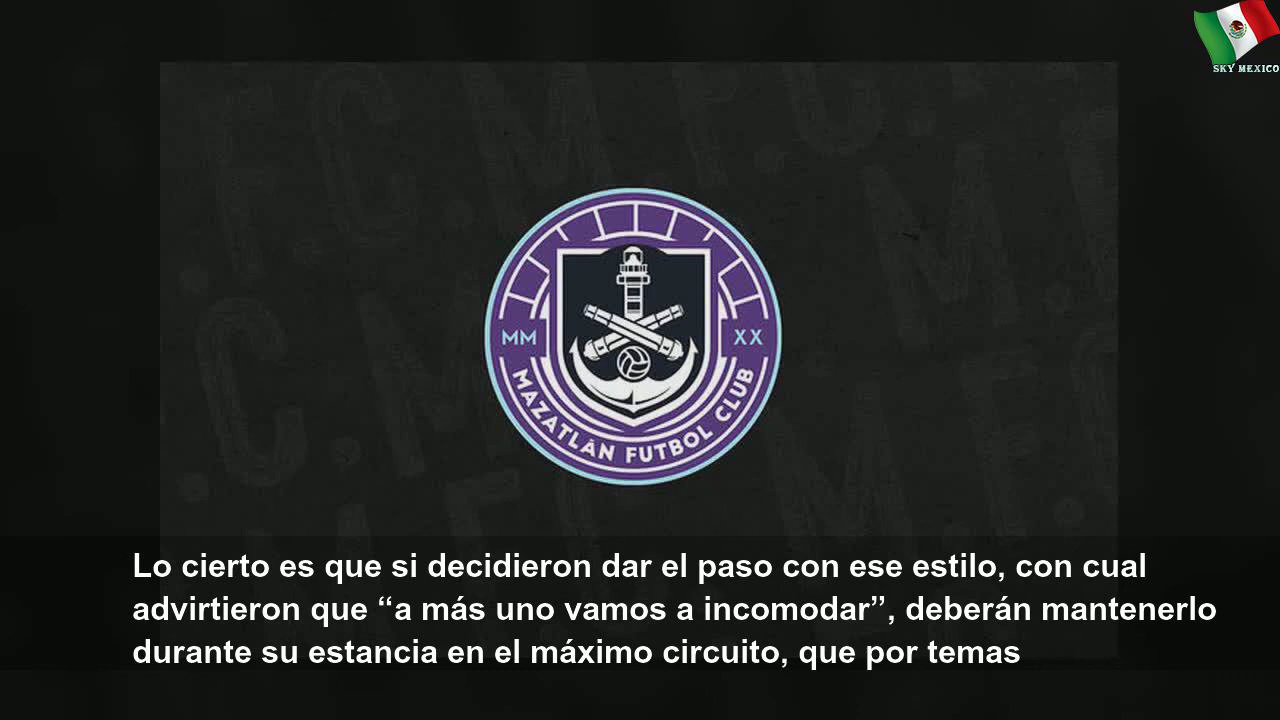 SKY MEXICO
MM
XX
MAZATLÁN FUTBOL CLUB
Lo cierto es que si decidieron dar el paso con ese estilo, con cual
advirtieron que “a más uno vamos a incomodar”, deberán mantenerlo
durante su estancia en el máximo circuito, que por temas